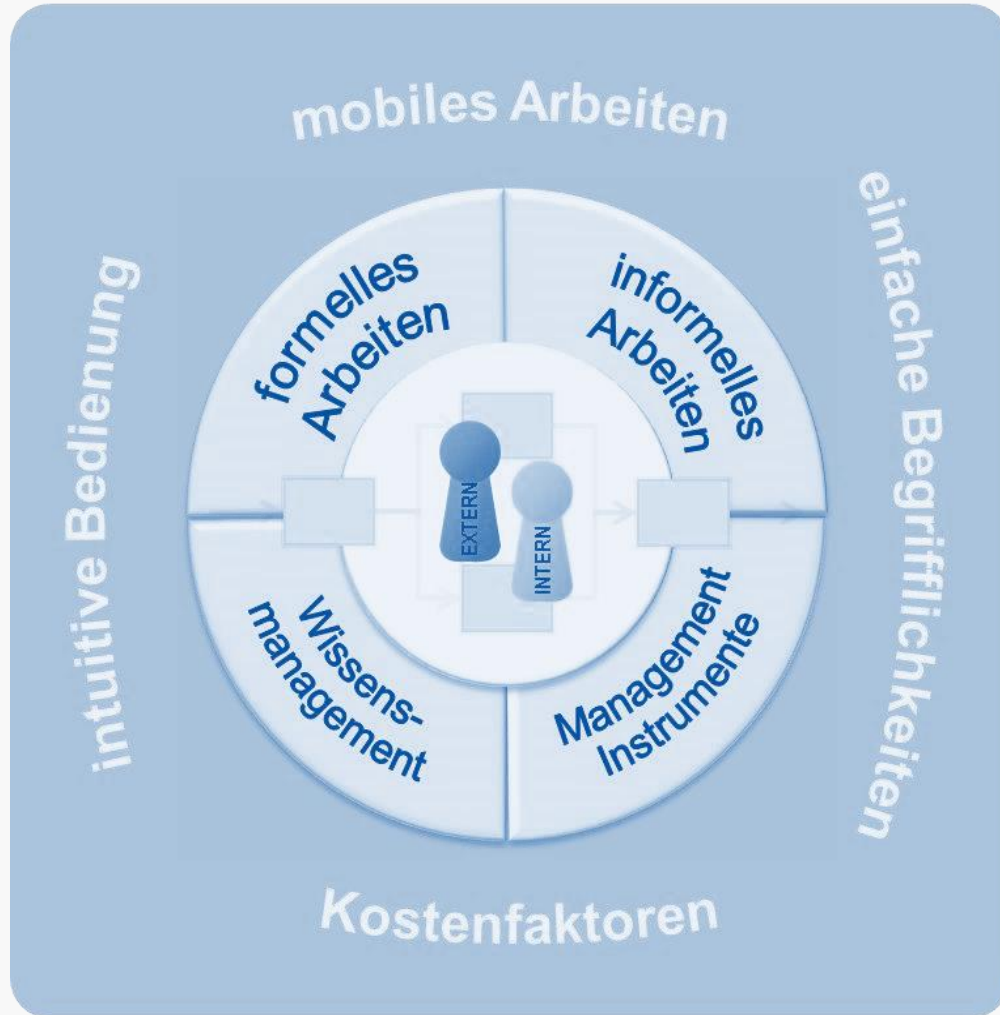 mobiles Arbeiten
einfache Begrifflichkeiten
intuitive Bedienung
formelles
Arbeiten
informelles
Arbeiten
EXTERN
INTERN
Wissens-
management
Management
Instrumente
Kostenfaktoren